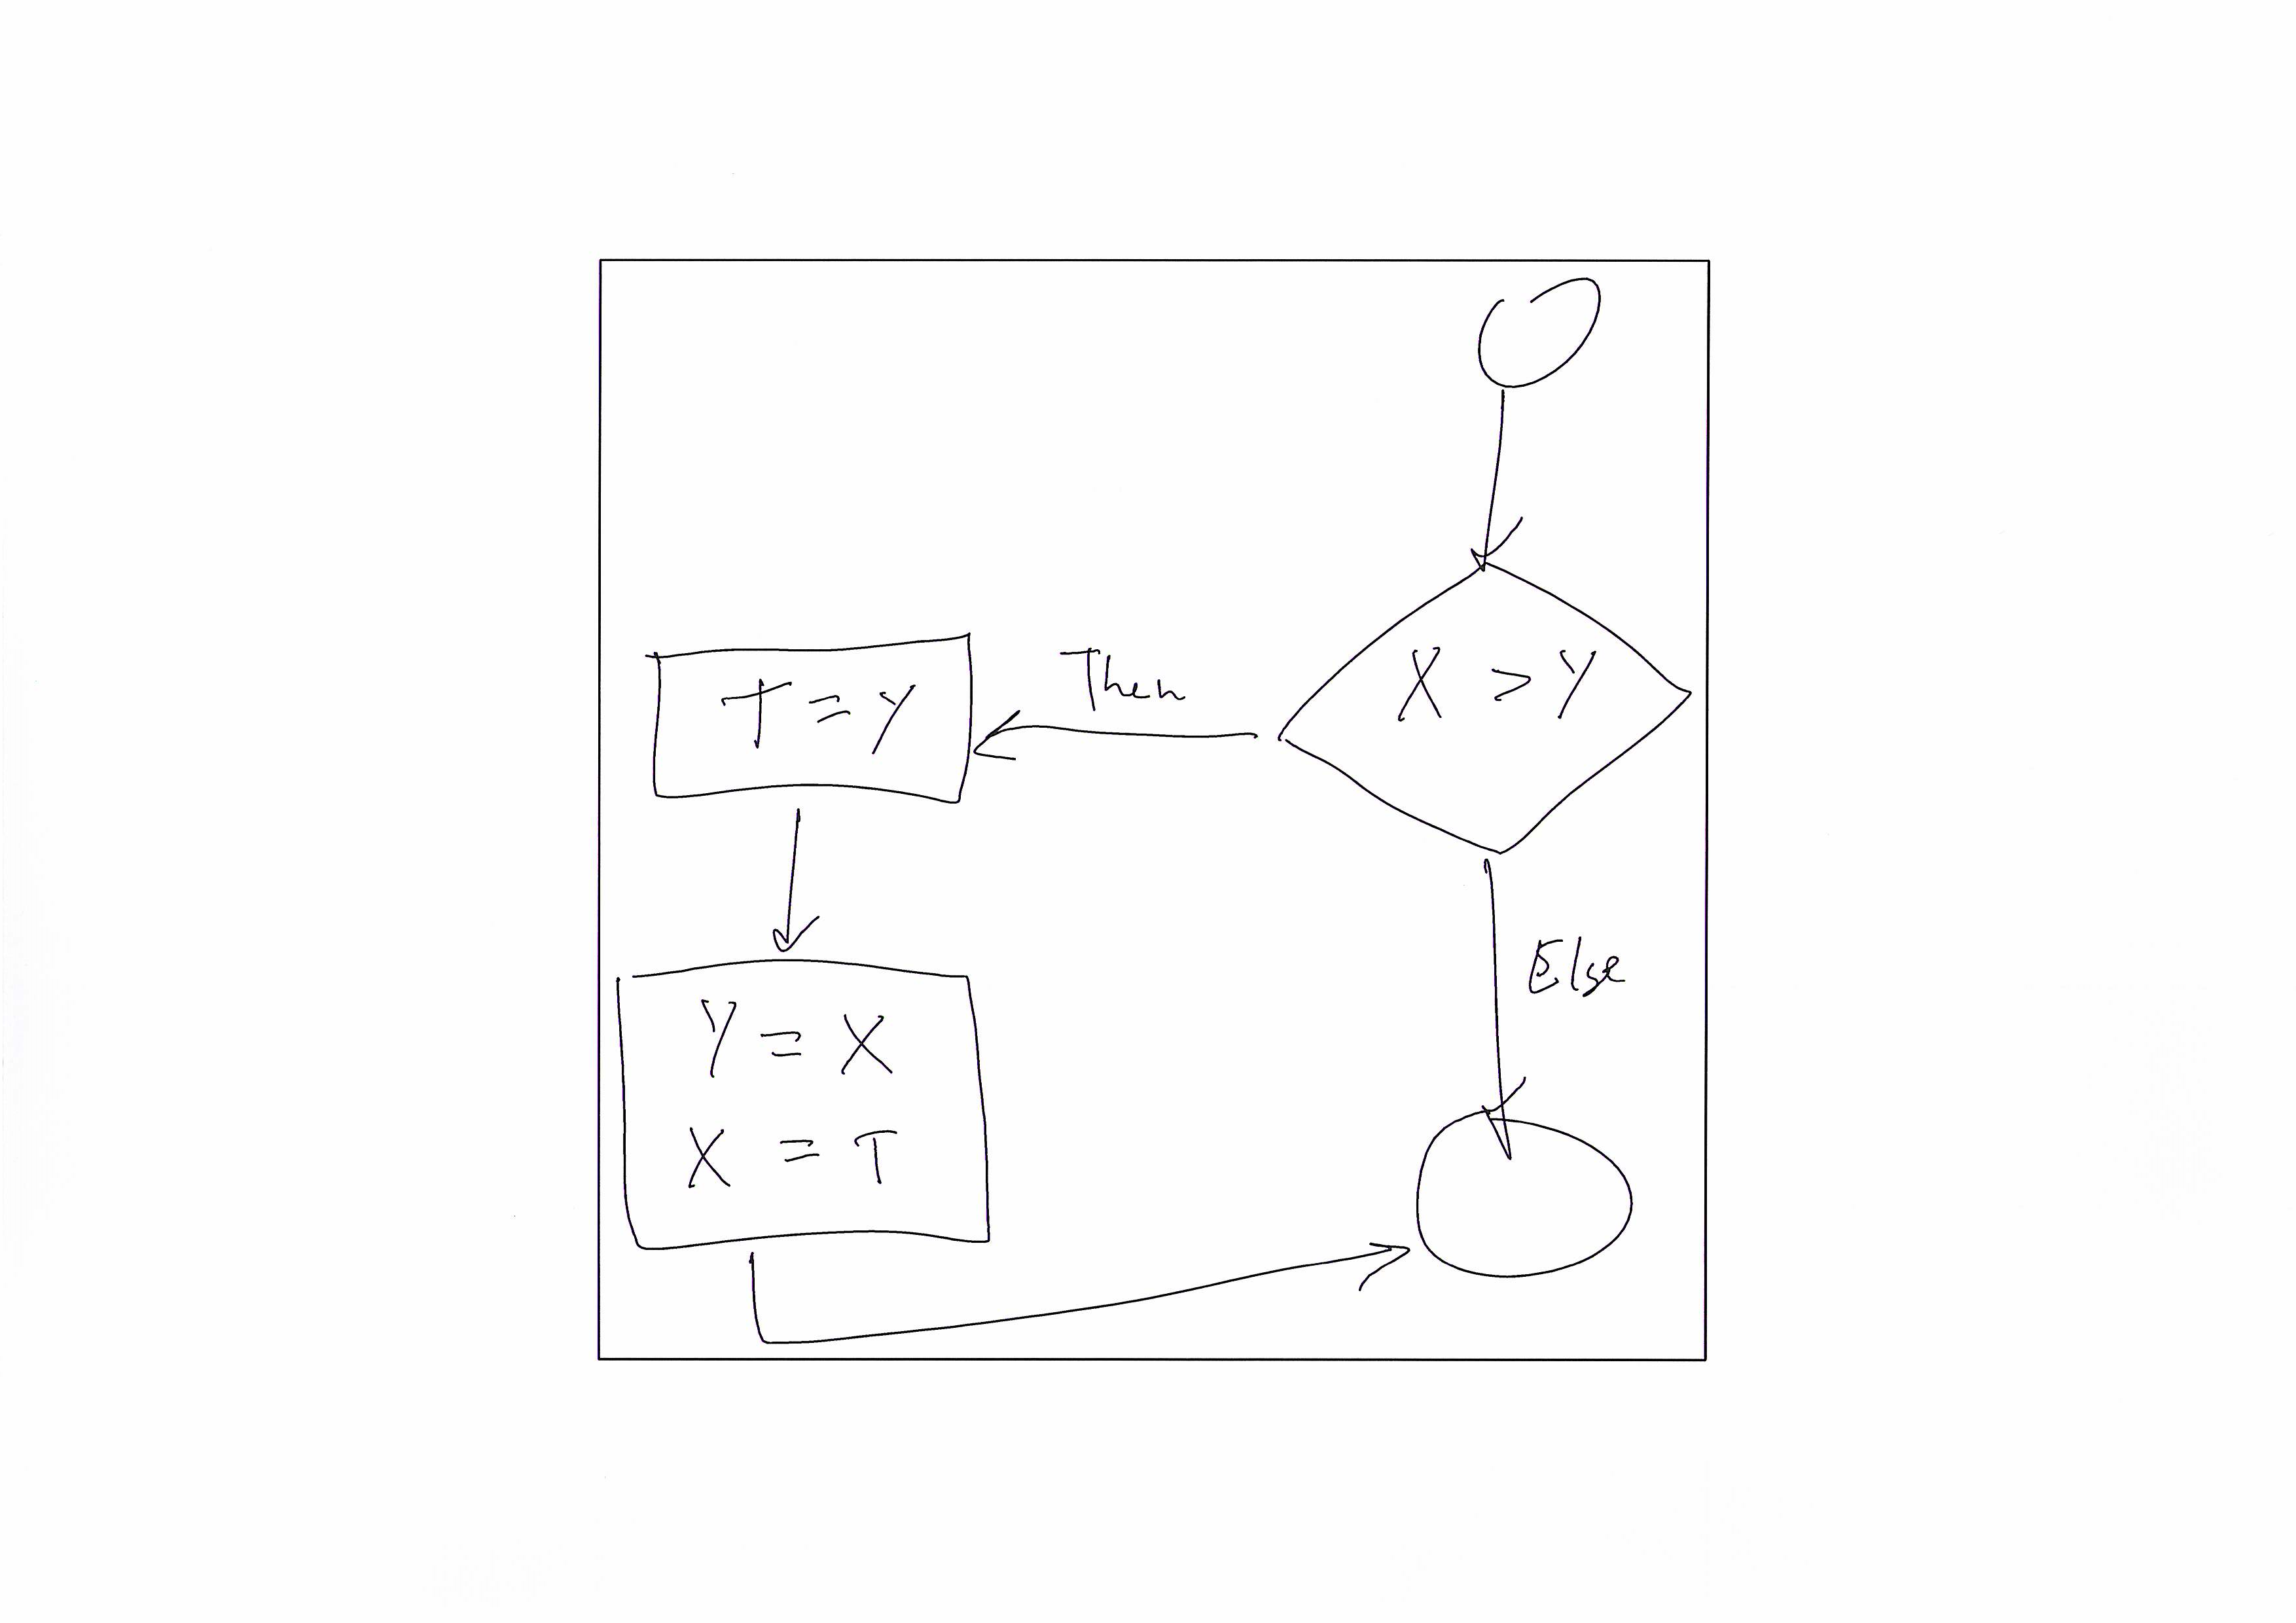 X > Y
Then
T = Y
Else
Y = X
X = T